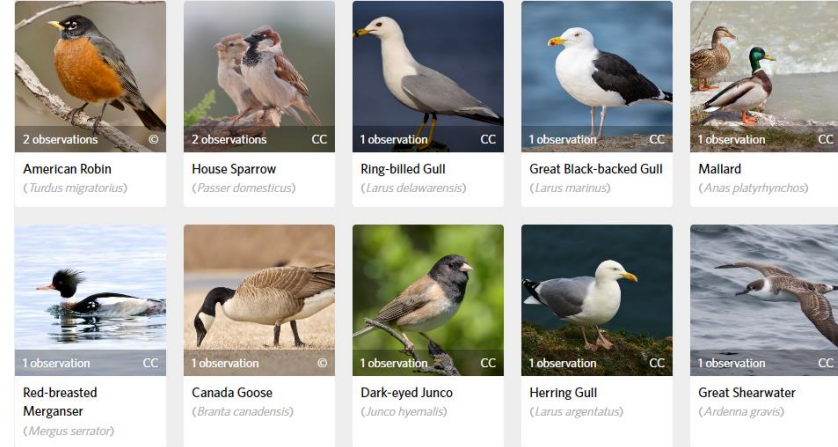 2 observations ©
American Robin
(Turdus migratorius)
2 observations CC
House Sparrow
(Passer domesticus)
1 observation CC
Ring-billed Gull
(Larus delawarensis)
1 observation CC
Great Black-backed Gull
(Larus marinus)
1 observation CC
Mallard
(Anas platyrhynchos)
1 observation CC
Red-breasted
Merganser
(Mergus serrator)
1 observation ©
Canada Goose
(Branta canadensis)
1 observation CC
Dark-eyed Junco
(Junco hyemalis)
1 observation CC
Herring Gull
(Larus argentatus)
1 observation CC
Great Shearwater
(Ardenna gravis)